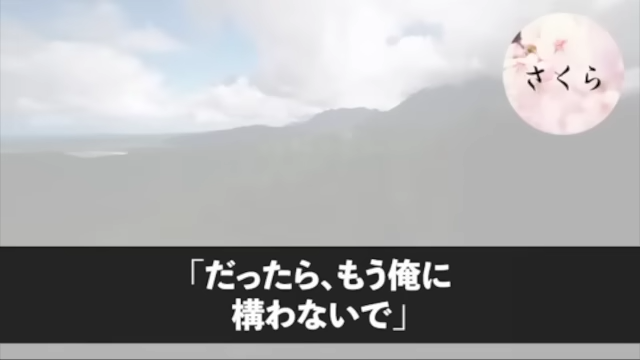 さくら
「だったら、もう俺に
構わないで」